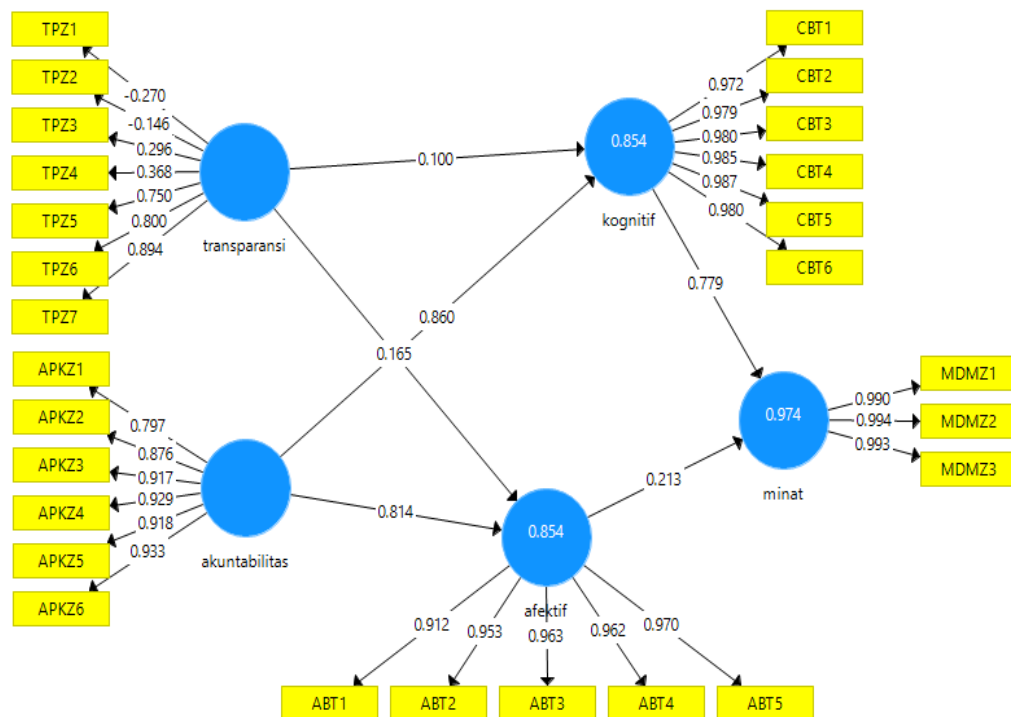 TPZ1
TPZ2
TPZ3
TPZ4
TPZ5
TPZ6
TPZ7
-0.270
-0.146
0.296
0.368
0.750
0.800
0.894
transparansi
APKZ1
APKZ2
APKZ3
APKZ4
APKZ5
APKZ6
0.797
0.876
0.917
0.929
0.918
0.933
akuntabilitas
0.100
0.165
0.860
0.814
0.854
kognitif
0.972
0.979
0.980
0.985
0.987
0.980
CBT1
CBT2
CBT3
CBT4
CBT5
CBT6
0.779
0.213
0.974
minat
0.990
0.994
0.993
MDMZ1
MDMZ2
MDMZ3
0.854
afektif
0.912
0.953
0.963
0.962
0.970
ABT1
ABT2
ABT3
ABT4
ABT5